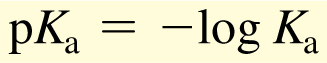 pKₐ = −log Kₐ